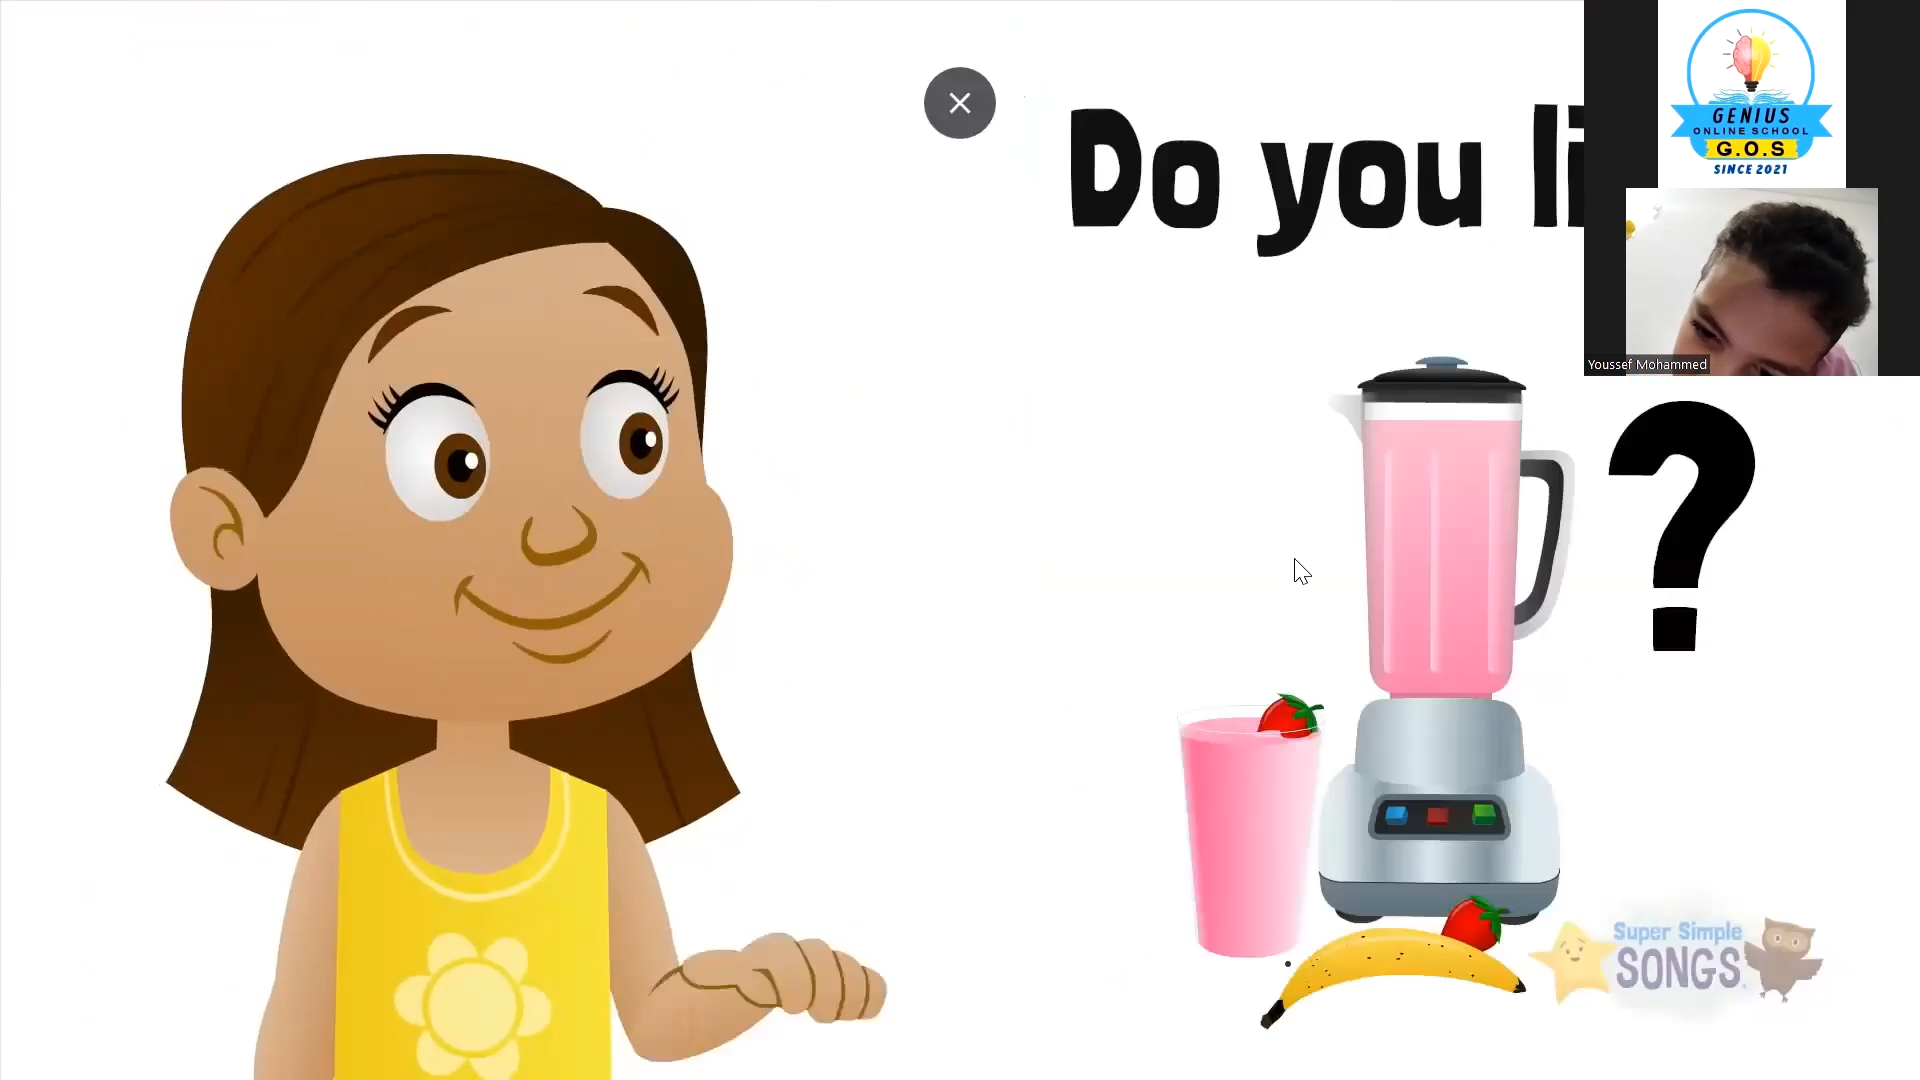 Do you li
GENIUS
ONLINE SCHOOL
G.O.S
SINCE 2021
Youssef Mohammed
?
Super Simple
SONGS